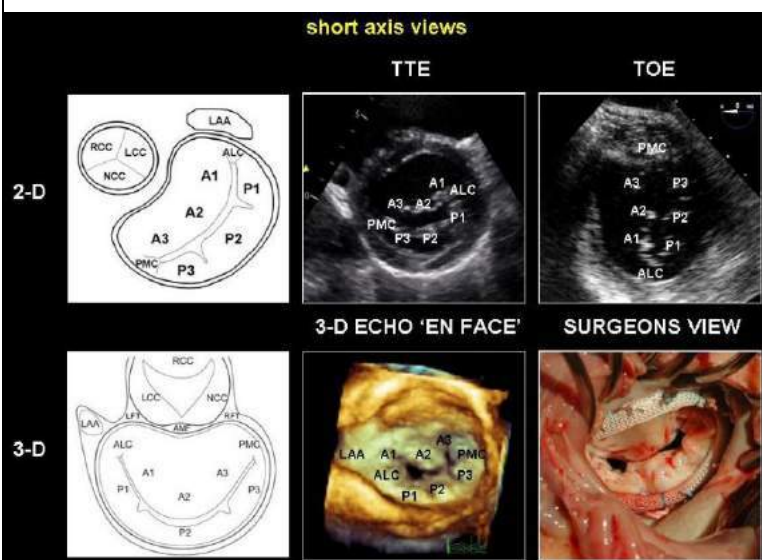 short axis views
TTE
TOE
2-D
LAA
RCC
LCC
NCC
ALC
A1
P1
A2
P2
A3
PMC
P3
5
0
A1
ALC
A3 A2
PMC
P1
P3 P2
PMC
A3 P3
A2 P2
A1 P1
ALC
3-D ECHO 'EN FACE'
SURGEONS VIEW
3-D
RCC
LCC NCC
LAA
LFT RFT
AMF
ALC PMC
A1 A3
P1 P3
A2
P2
A3
LAA A1 A2 PMC
ALC P3
P1 P2